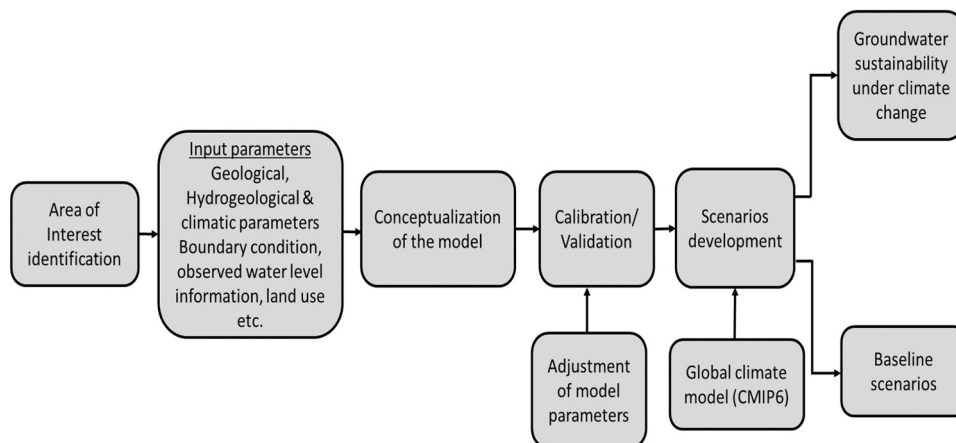 Area of
Interest
identification
Input parameters
Geological,
Hydrogeological &
climatic parameters
Boundary condition,
observed water level
information, land use
etc.
Conceptualization
of the model
Calibration/
Validation
Adjustment
of model
parameters
Scenarios
development
Global climate
model (CMIP6)
Groundwater
sustainability
under climate
change
Baseline
scenarios